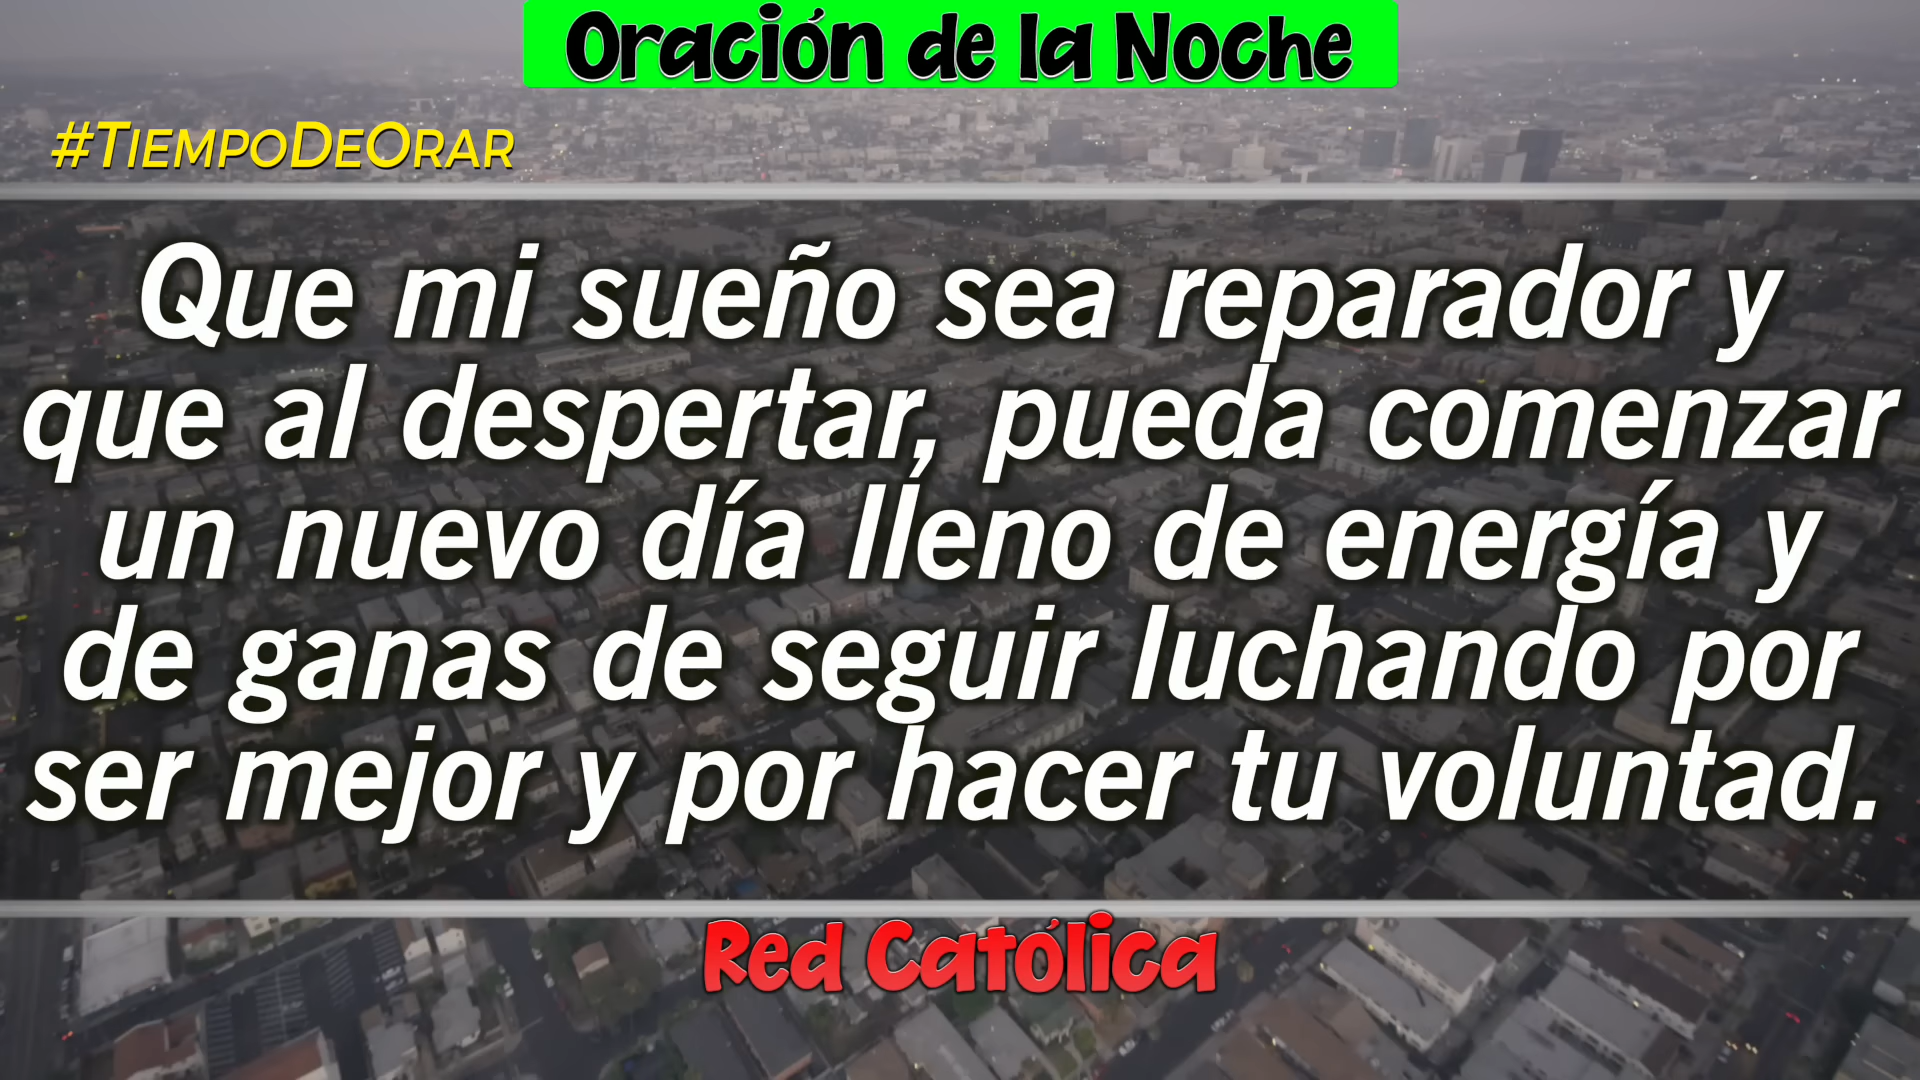 Oración de la Noche
#TiempoDeOrar
Que mi sueño sea reparador y
que al despertar, pueda comenzar
un nuevo día lleno de energía y
de ganas de seguir luchando por
ser mejor y por hacer tu voluntad.
Red Católica